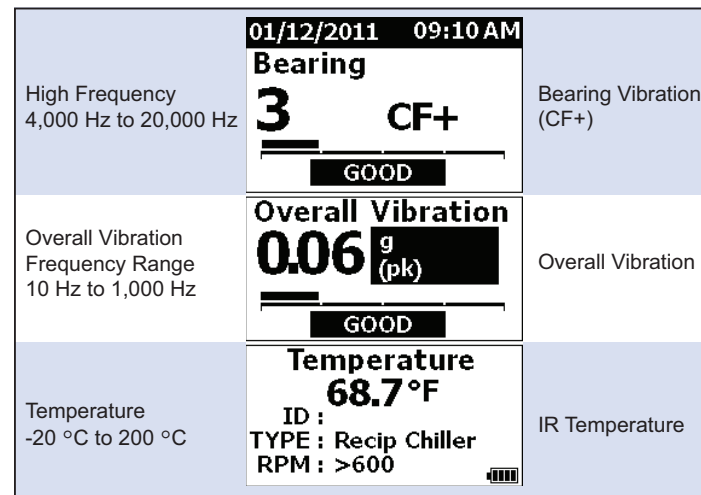 01/12/2011 09:10 AM
Bearing
High Frequency
4,000 Hz to 20,000 Hz
3 CF+
GOOD
Bearing Vibration
(CF+)
Overall Vibration
Frequency Range
10 Hz to 1,000 Hz
Overall Vibration
0.06 g
(pk)
GOOD
Overall Vibration
Temperature
-20 °C to 200 °C
Temperature
68.7 °F
ID :
TYPE : Recip Chiller
RPM : >600
IR Temperature